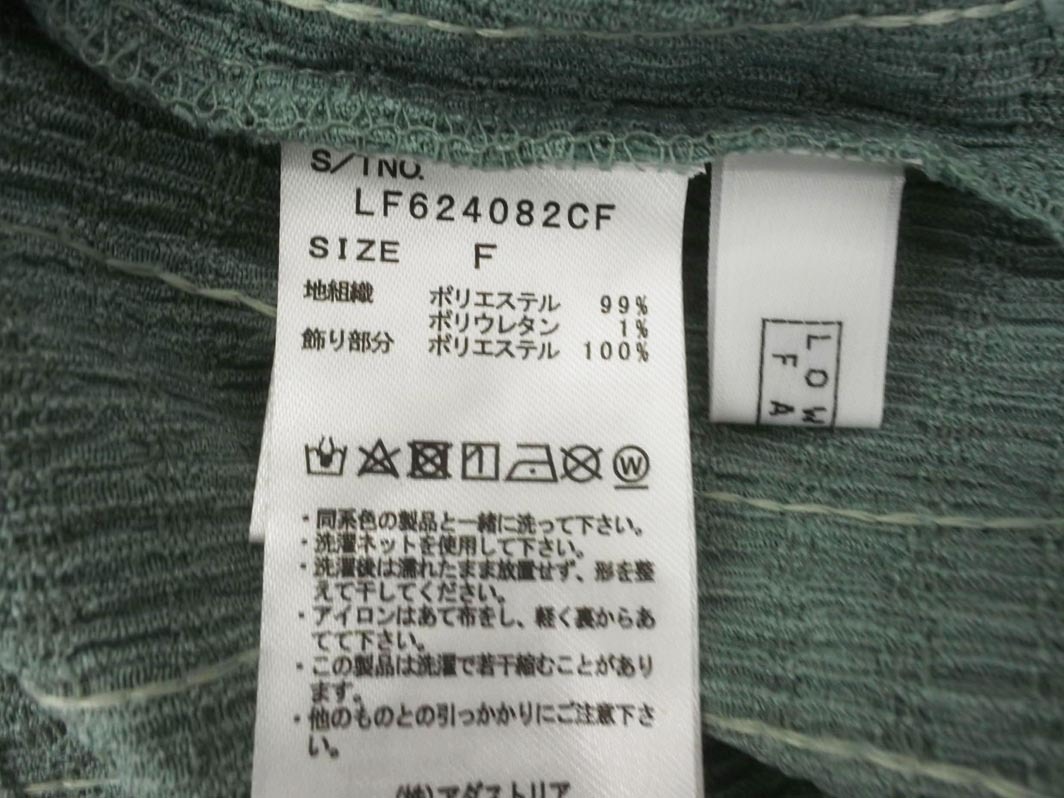 S/TNO.
LF624082CF
SIZE F
地組織 ポリエステル 99%
ポリウレタン 1%
飾り部分 ポリエステル 100%
W
・同系色の製品と一緒に洗って下さい。
・洗濯ネットを使用して下さい。
・洗濯後は濡れたまま放置せず、形を整
えて干してください。
・アイロンはあて布をし、軽く裏からあ
てて下さい。
・この製品は洗濯で若干縮むことがあり
ます。
・他のものとの引っかかりにご注意下さ
い。
(株)アダストリア
LOW
FA